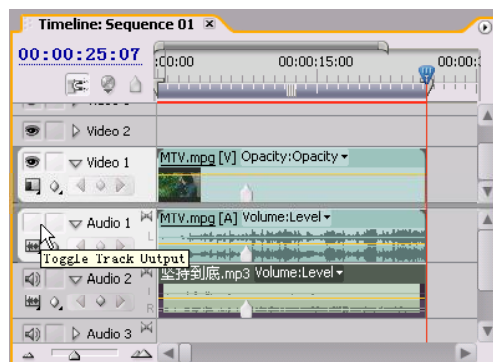 Timeline: Sequence 01
00:00:25:07
:00:00
00:00:15:00
00:00:
Video 2
Video 1
MTV.mpg [V] Opacity:Opacity
Audio 1
MTV.mpg [A] Volume:Level
L
Toggle Track Uutput
Audio 2
坚持到底.mp3 Volume:Level
R
Audio 3